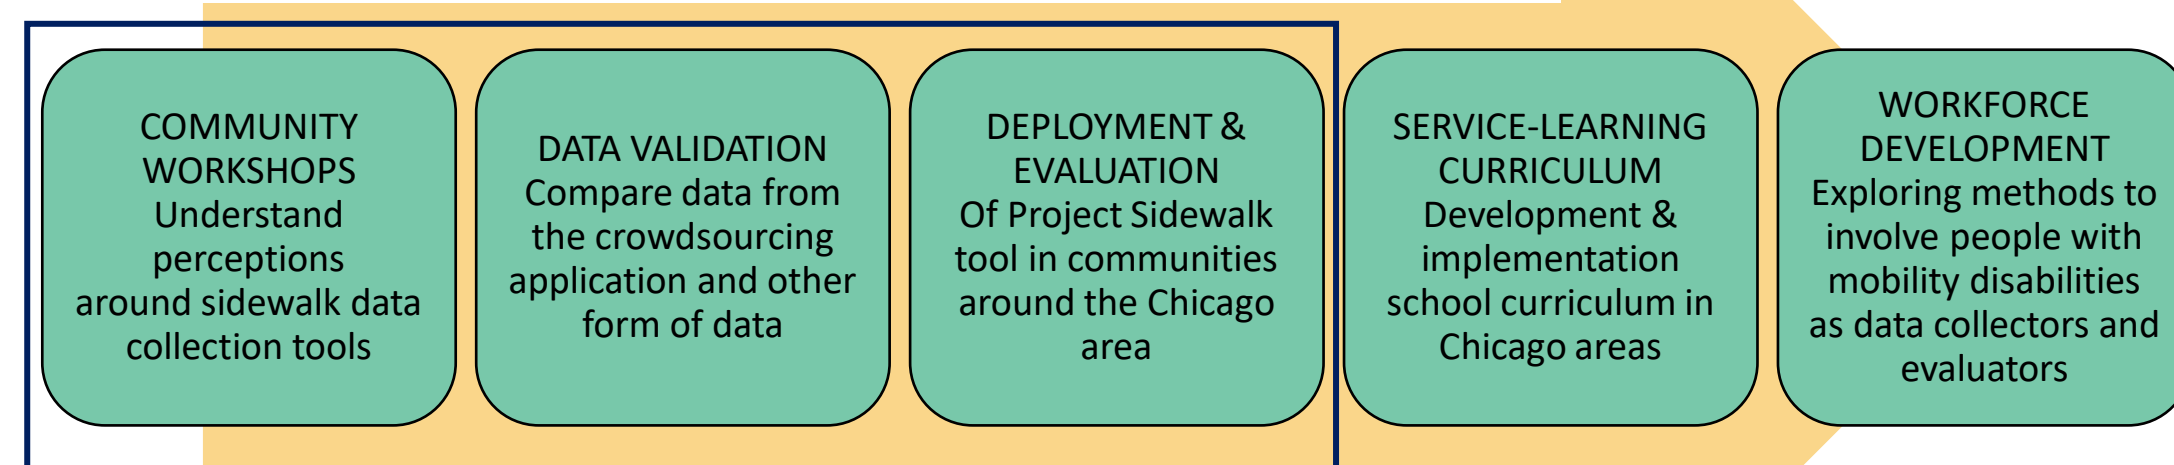 COMMUNITY
WORKSHOPS
Understand
perceptions
around sidewalk data
collection tools
DATA VALIDATION
Compare data from
the crowdsourcing
application and other
form of data
DEPLOYMENT &
EVALUATION
Of Project Sidewalk
tool in communities
around the Chicago
area
SERVICE-LEARNING
CURRICULUM
Development &
implementation
school curriculum in
Chicago areas
WORKFORCE
DEVELOPMENT
Exploring methods to
involve people with
mobility disabilities
as data collectors and
evaluators